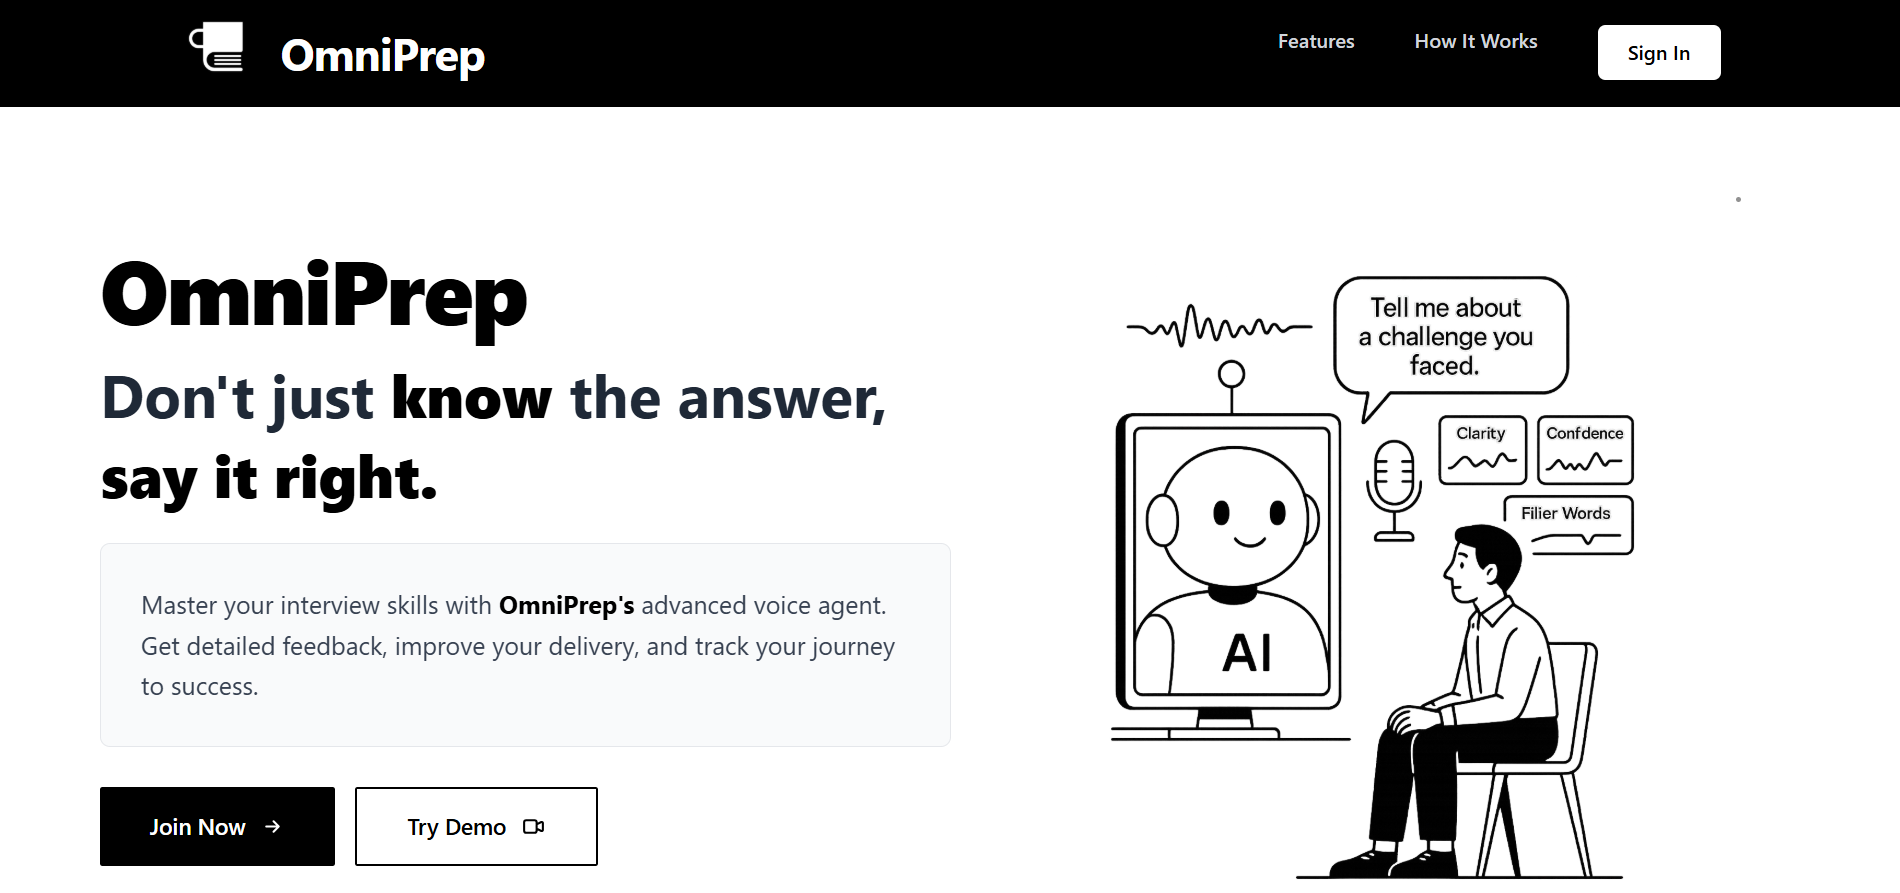 OmniPrep
Features
How It Works
Sign In
OmniPrep
Don't just know the answer,
say it right.
Master your interview skills with OmniPrep's advanced voice agent.
Get detailed feedback, improve your delivery, and track your journey
to success.
Join Now
Try Demo
Tell me about
a challenge you
faced.
Clarity
Confdence
Filier Words
AI